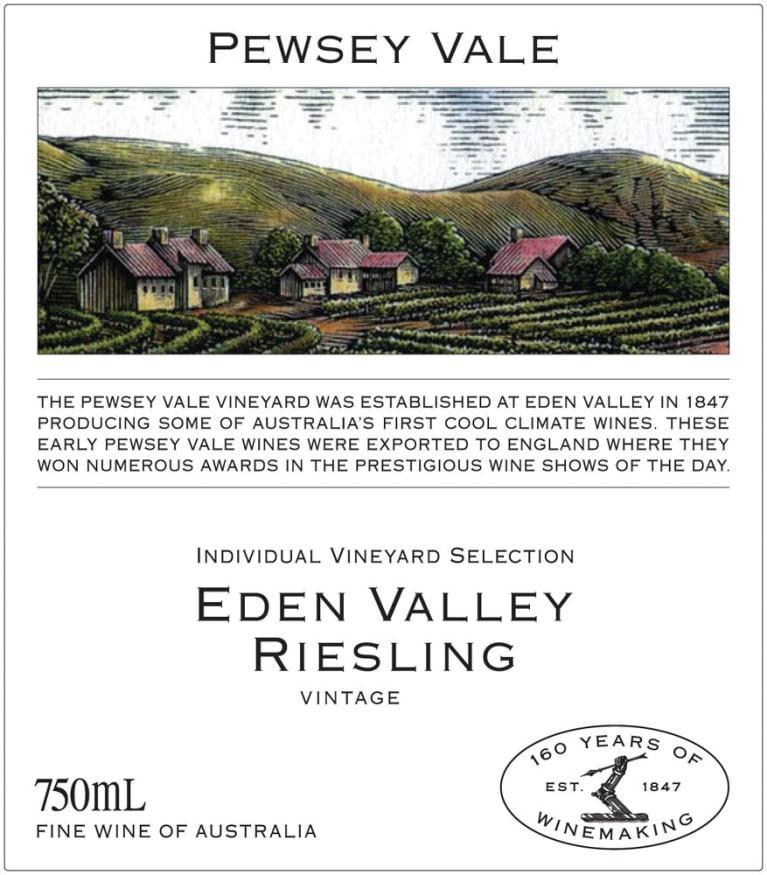 PEWSEY VALE
THE PEWSEY VALE VINEYARD WAS ESTABLISHED AT EDEN VALLEY IN 1847
PRODUCING SOME OF AUSTRALIA'S FIRST COOL CLIMATE WINES. THESE
EARLY PEWSEY VALE WINES WERE EXPORTED TO ENGLAND WHERE THEY
WON NUMEROUS AWARDS IN THE PRESTIGIOUS WINE SHOWS OF THE DAY.
INDIVIDUAL VINEYARD SELECTION
EDEN VALLEY
RIESLING
VINTAGE
750mL
FINE WINE OF AUSTRALIA
160 YEARS OF
EST. 1847
WINEMAKING